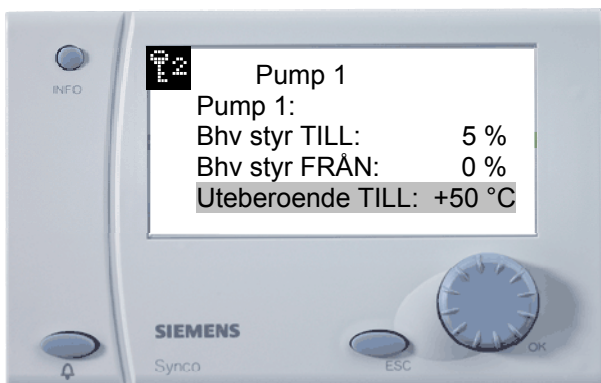 2
Pump 1
INFO
Pump 1:
Bhv styr TILL: 5 %
Bhv styr FRÅN: 0 %
Uteberoende TILL: +50 °C
SIEMENS
Synco
ESC
OK